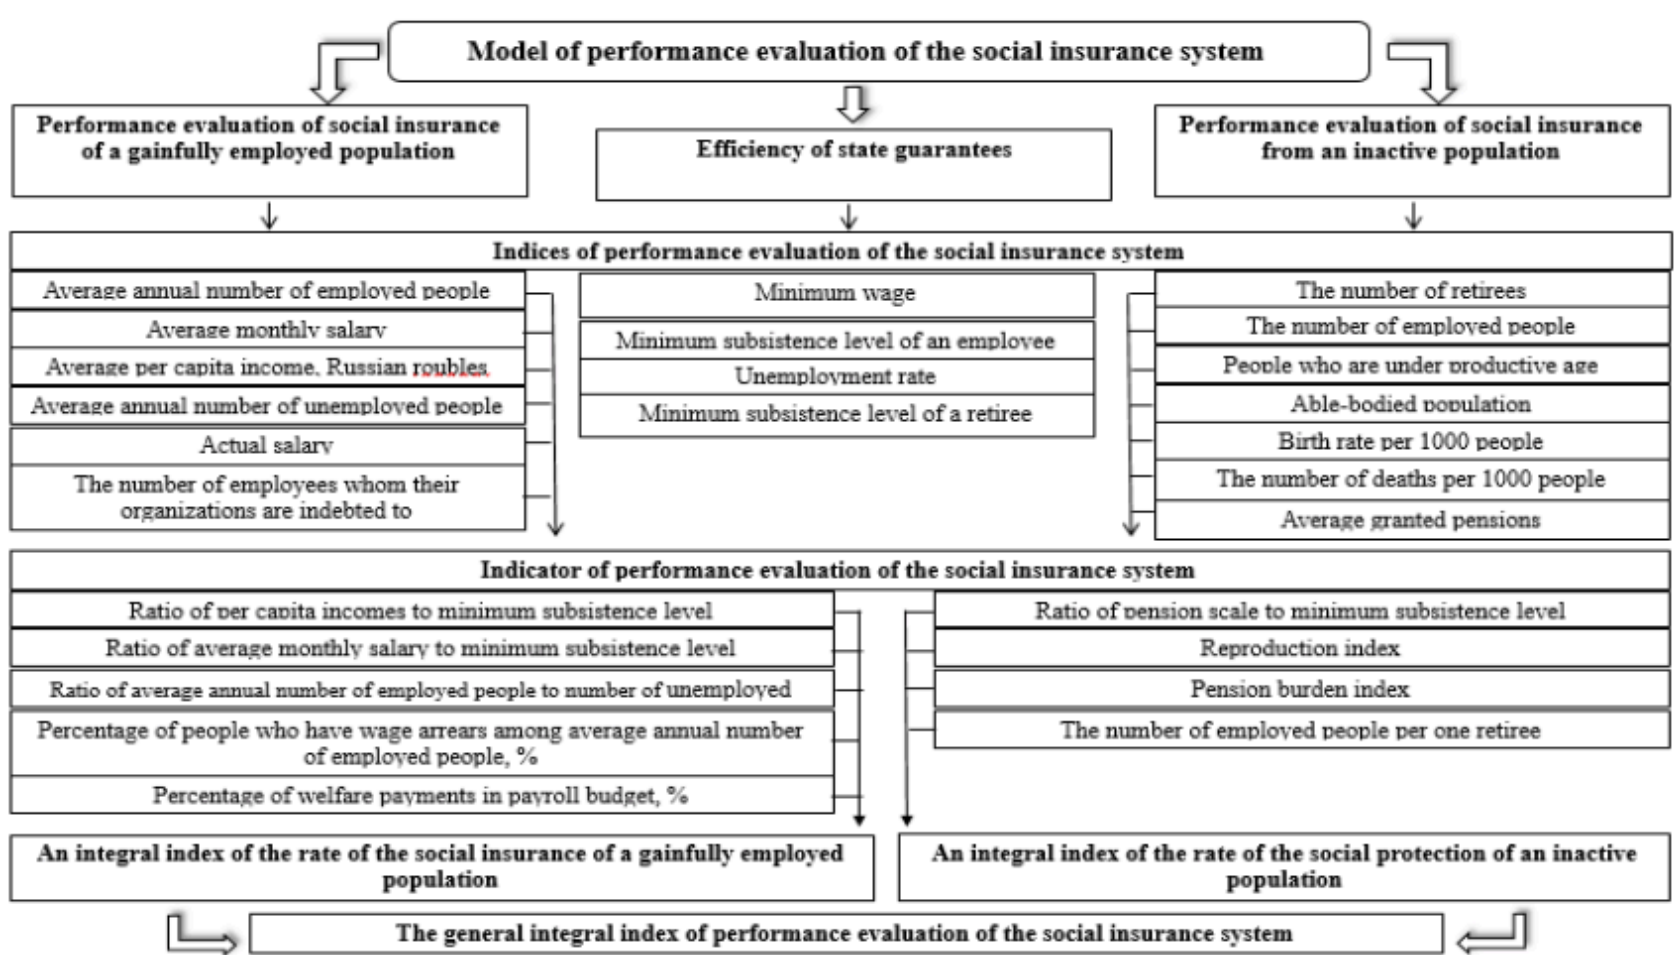 Model of performance evaluation of the social insurance system
Performance evaluation of social insurance
of a gainfully employed population
Efficiency of state guarantees
Performance evaluation of social insurance
from an inactive population
Indices of performance evaluation of the social insurance system
Average annual number of employed people
Average monthly salary
Average per capita income, Russian roubles
Average annual number of unemployed people
Actual salary
The number of employees whom their
organizations are indebted to
Minimum wage
Minimum subsistence level of an employee
Unemployment rate
Minimum subsistence level of a retiree
The number of retirees
The number of employed people
People who are under productive age
Able-bodied population
Birth rate per 1000 people
The number of deaths per 1000 people
Average granted pensions
Indicator of performance evaluation of the social insurance system
Ratio of per capita incomes to minimum subsistence level
Ratio of average monthly salary to minimum subsistence level
Ratio of average annual number of employed people to number of unemployed
Percentage of people who have wage arrears among average annual number
of employed people, %
Percentage of welfare payments in payroll budget, %
Ratio of pension scale to minimum subsistence level
Reproduction index
Pension burden index
The number of employed people per one retiree
An integral index of the rate of the social insurance of a gainfully employed
population
An integral index of the rate of the social protection of an inactive
population
The general integral index of performance evaluation of the social insurance system